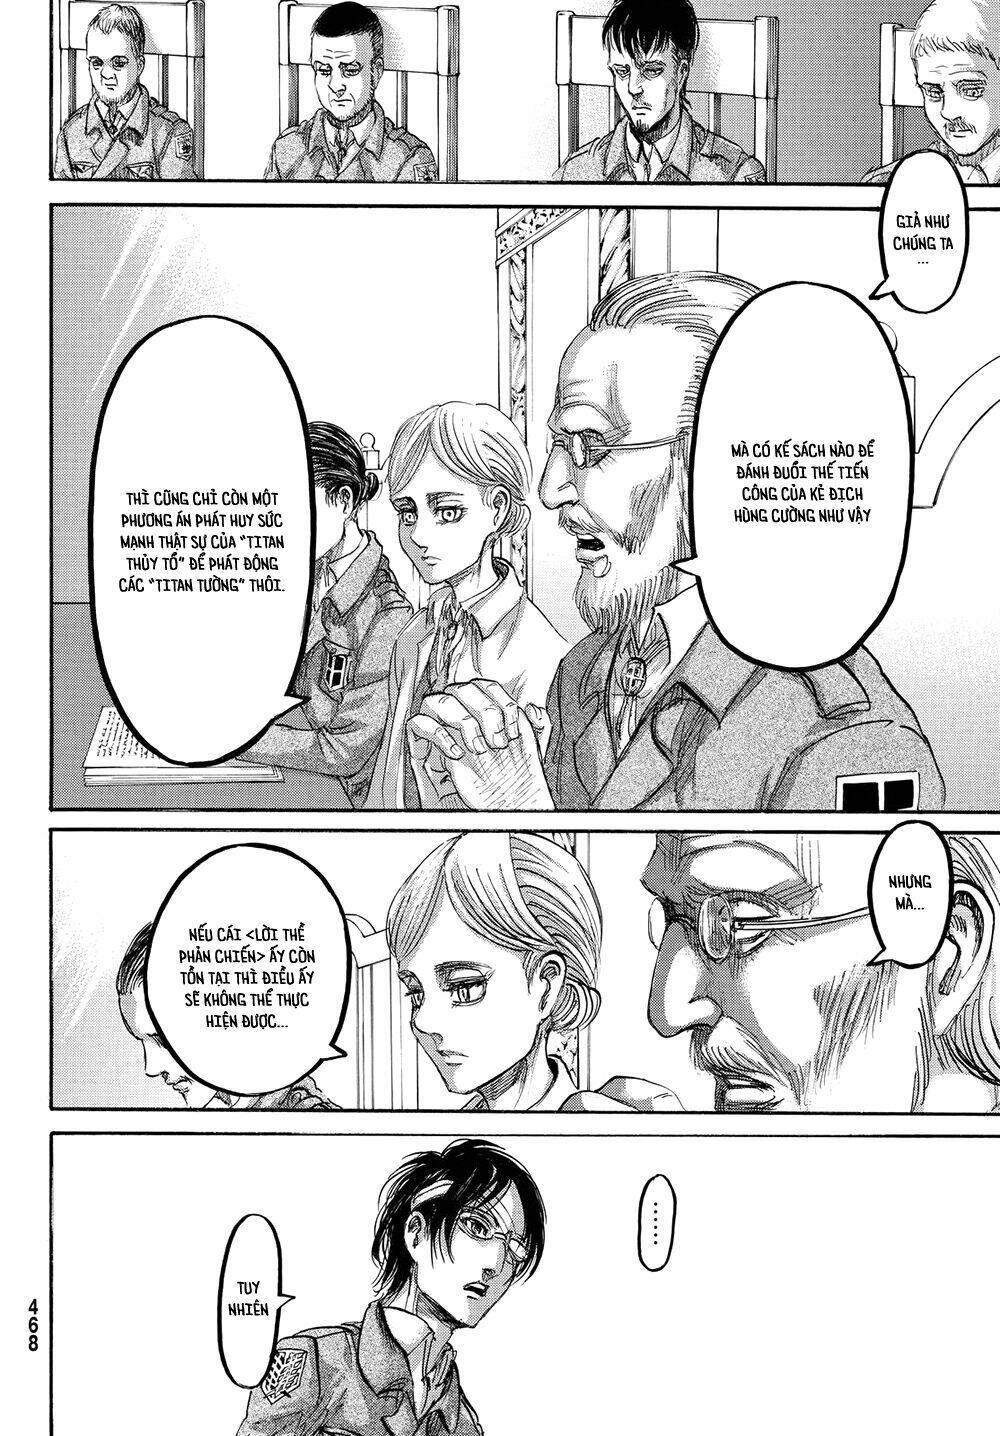 GIẢ NHƯ
CHÚNG TA
...
MÀ CÓ KẾ SÁCH NÀO ĐỂ
ĐÁNH ĐUỔI THẾ TIẾN
CÔNG CỦA KẺ ĐỊCH
HÙNG CƯỜNG NHƯ VẬY
THÌ CŨNG CHỈ CÒN MỘT
PHƯƠNG ÁN PHÁT HUY SỨC
MẠNH THẬT SỰ CỦA "TITAN
THỦY TỔ" ĐỂ PHÁT ĐỘNG
CÁC "TITAN TƯỜNG" THÔI.
NHƯNG
MÀ...
NẾU CÁI <LỜI THỀ
PHẢN CHIẾN> ẤY CÒN
TỒN TẠI THÌ ĐIỀU ẤY
SẼ KHÔNG THỂ THỰC
HIỆN ĐƯỢC...
......
TUY
NHIÊN
468